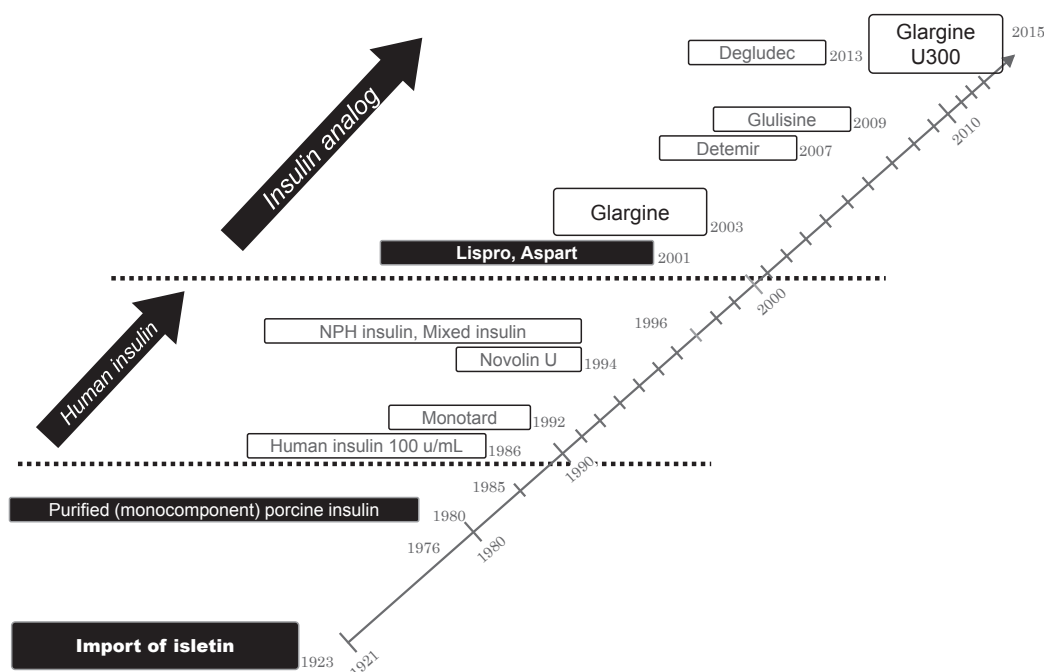 Glargine
U300
2015
Degludec
2013
Insulin analog
Glulisine
2009
2010
Detemir
2007
Glargine
2003
Lispro, Aspart
2001
2000
Human insulin
NPH insulin, Mixed insulin
1996
Novolin U
1994
Monotard
1992
Human insulin 100 u/mL
1986
1990
1985
Purified (monocomponent) porcine insulin
1980
1980
1976
Import of isletin
1923
1921